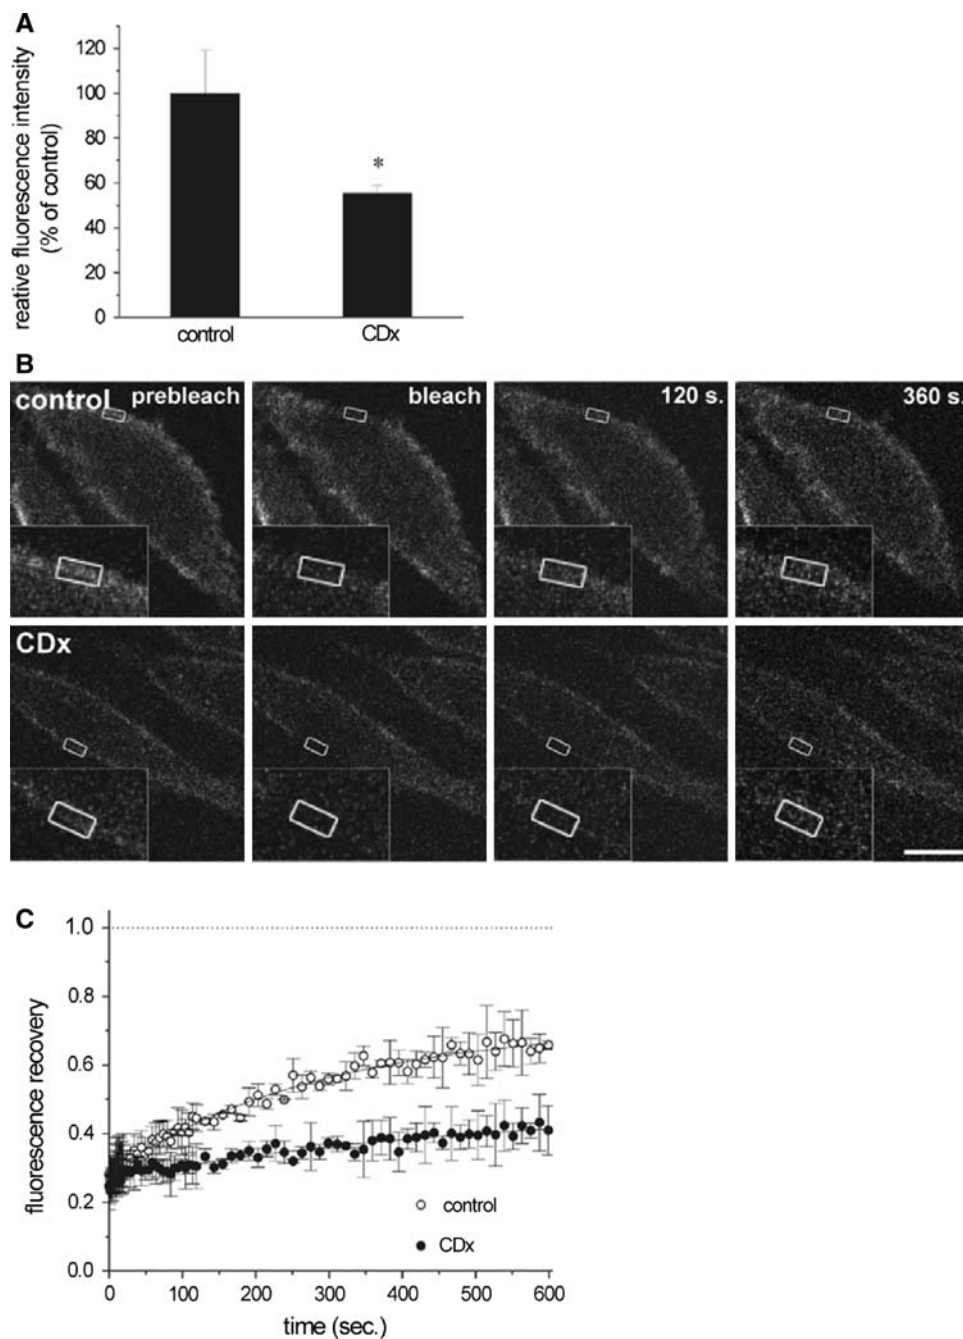 A
reative fluorescence intensity
(% of control)
120
100
80
60
40
20
0
*
control
CDx
B
control
prebleach
bleach
120 s.
360 s.
CDx
C
fluorescence recovery
1.0
0.8
0.6
0.4
0.2
0.0
control
CDx
0
100
200
300
400
500
600
time (sec.)